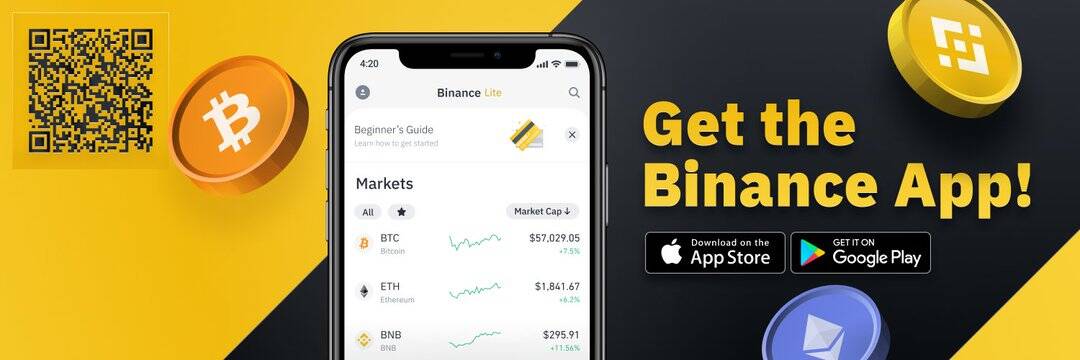 4:20
Binance Lite
Beginner's Guide
Learn how to get started
Markets
All
Market Cap ↓
BTC
$57,029.05
Bitcoin
+7.5%
ETH
$1,841.67
Ethereum
+6.2%
BNB
$295.91
BNB
+11.56%
Get the
Binance App!
Download on the
App Store
GET IT ON
Google Play